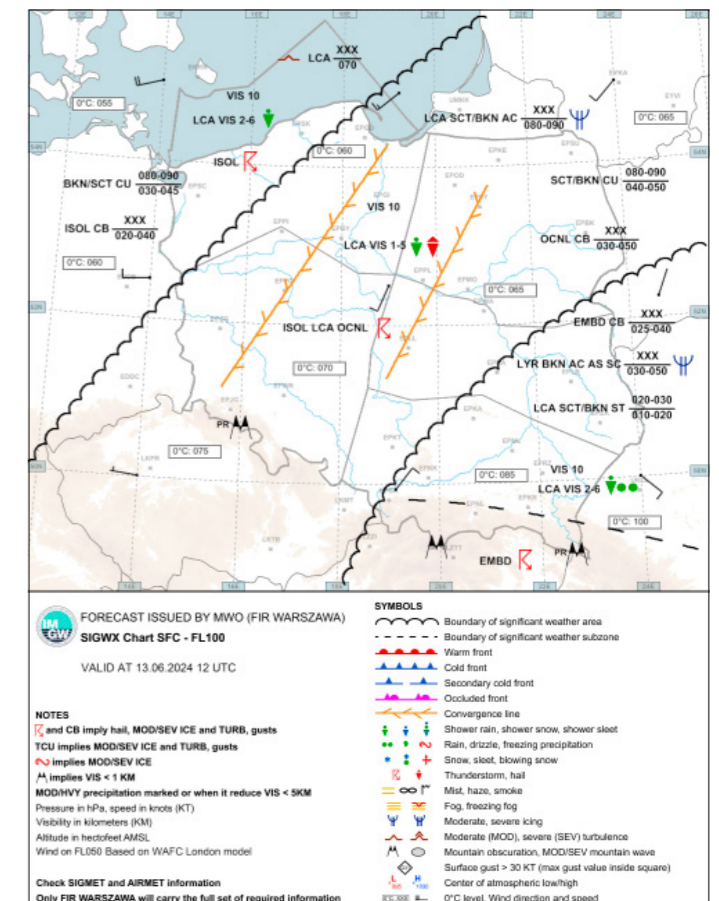 LCA XXX
070
VIS 10
0°C: 055
LCA VIS 2-6
LCA SCT/BKN AC XXX
080-090
0°C: 065
0°C: 060
ISOL
BKN/SCT CU 080-090
030-045
SCT/BKN CU 080-090
040-050
VIS 10
ISOL CB XXX
020-040
LCA VIS 1-5
OCNL CB XXX
030-050
0°C: 060
0°C: 065
ISOL LCA OCNL
EMBD CB XXX
025-040
LYR BKN AC AS SC XXX
030-050
0°C: 070
LCA SCT/BKN ST 020-030
010-020
PR
0°C: 075
VIS 10
0°C: 085
LCA VIS 2-6
0°C: 100
PR
EMBD
IM
GW
FORECAST ISSUED BY MWO (FIR WARSZAWA)
SIGWX Chart SFC - FL100
VALID AT 13.06.2024 12 UTC
NOTES
and CB imply hail, MOD/SEV ICE and TURB, gusts
TCU implies MOD/SEV ICE and TURB, gusts
implies MOD/SEV ICE
implies VIS < 1 KM
MOD/HVY precipitation marked or when it reduce VIS < 5KM
Pressure in hPa, speed in knots (KT)
Visibility in kilometers (KM)
Altitude in hectofeet AMSL
Wind on FL050 Based on WAFC London model
Check SIGMET and AIRMET information
Only FIR WARSZAWA will carry the full set of required information
SYMBOLS
Boundary of significant weather area
Boundary of significant weather subzone
Warm front
Cold front
Secondary cold front
Occluded front
Convergence line
Shower rain, shower snow, shower sleet
Rain, drizzle, freezing precipitation
Snow, sleet, blowing snow
Thunderstorm, hail
Mist, haze, smoke
Fog, freezing fog
Moderate, severe icing
Moderate (MOD), severe (SEV) turbulence
Mountain obscuration, MOD/SEV mountain wave
Surface gust > 30 KT (max gust value inside square)
L H Center of atmospheric low/high
0°C: XXX 0°C level, Wind direction and speed